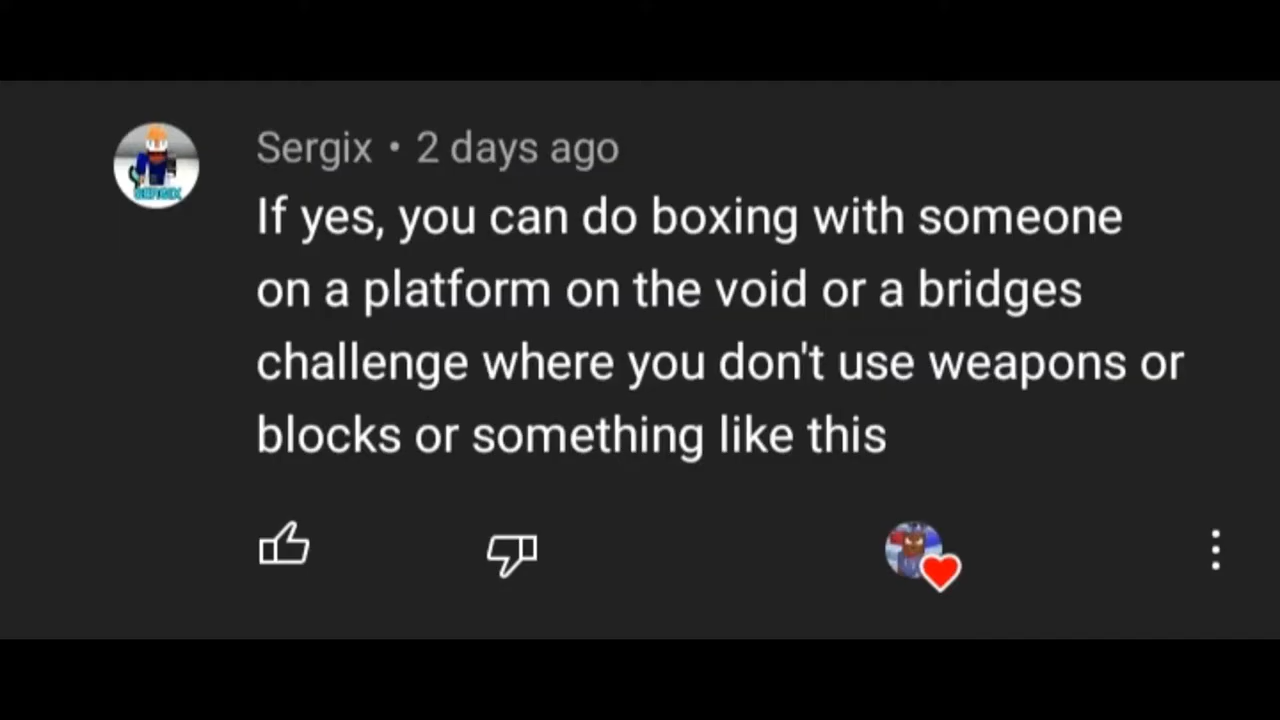 Sergix • 2 days ago
If yes, you can do boxing with someone
on a platform on the void or a bridges
challenge where you don't use weapons or
blocks or something like this
SERGIX